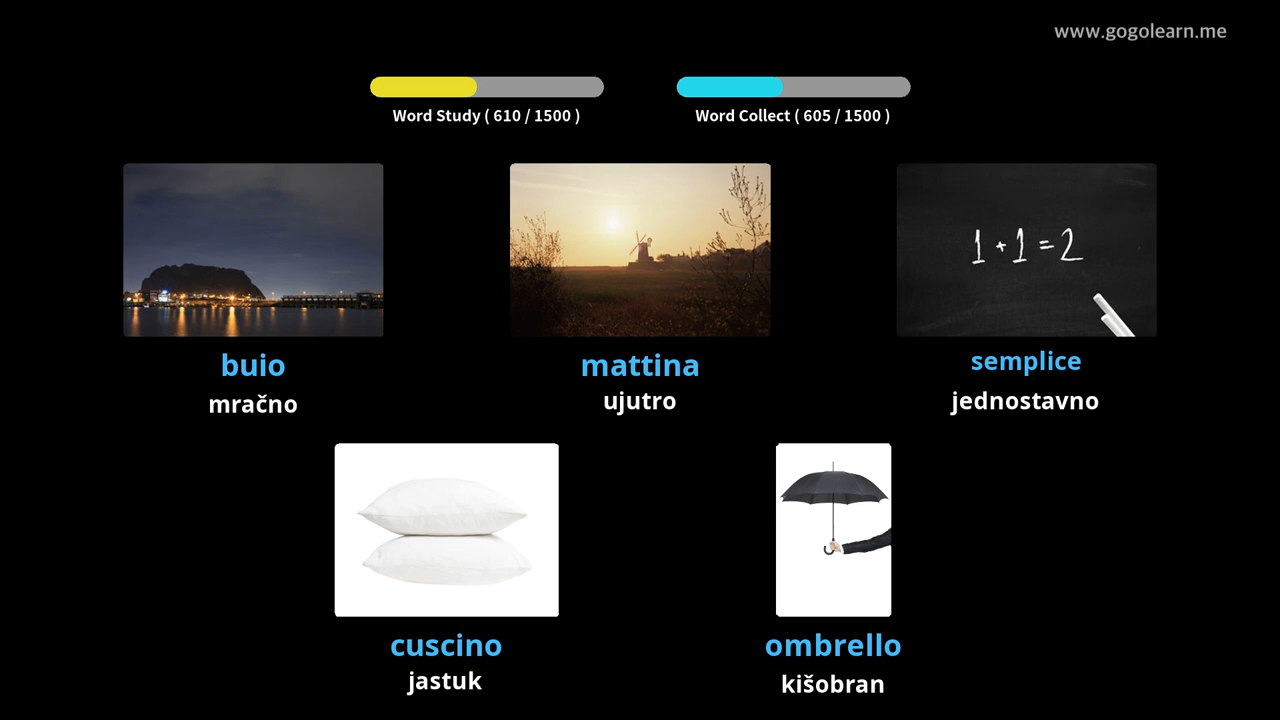 www.gogolearn.me
Word Study ( 610 / 1500 )
Word Collect ( 605 / 1500 )
1 + 1 = 2
buio
mračno
mattina
ujutro
semplice
jednostavno
cuscino
jastuk
ombrello
kišobran